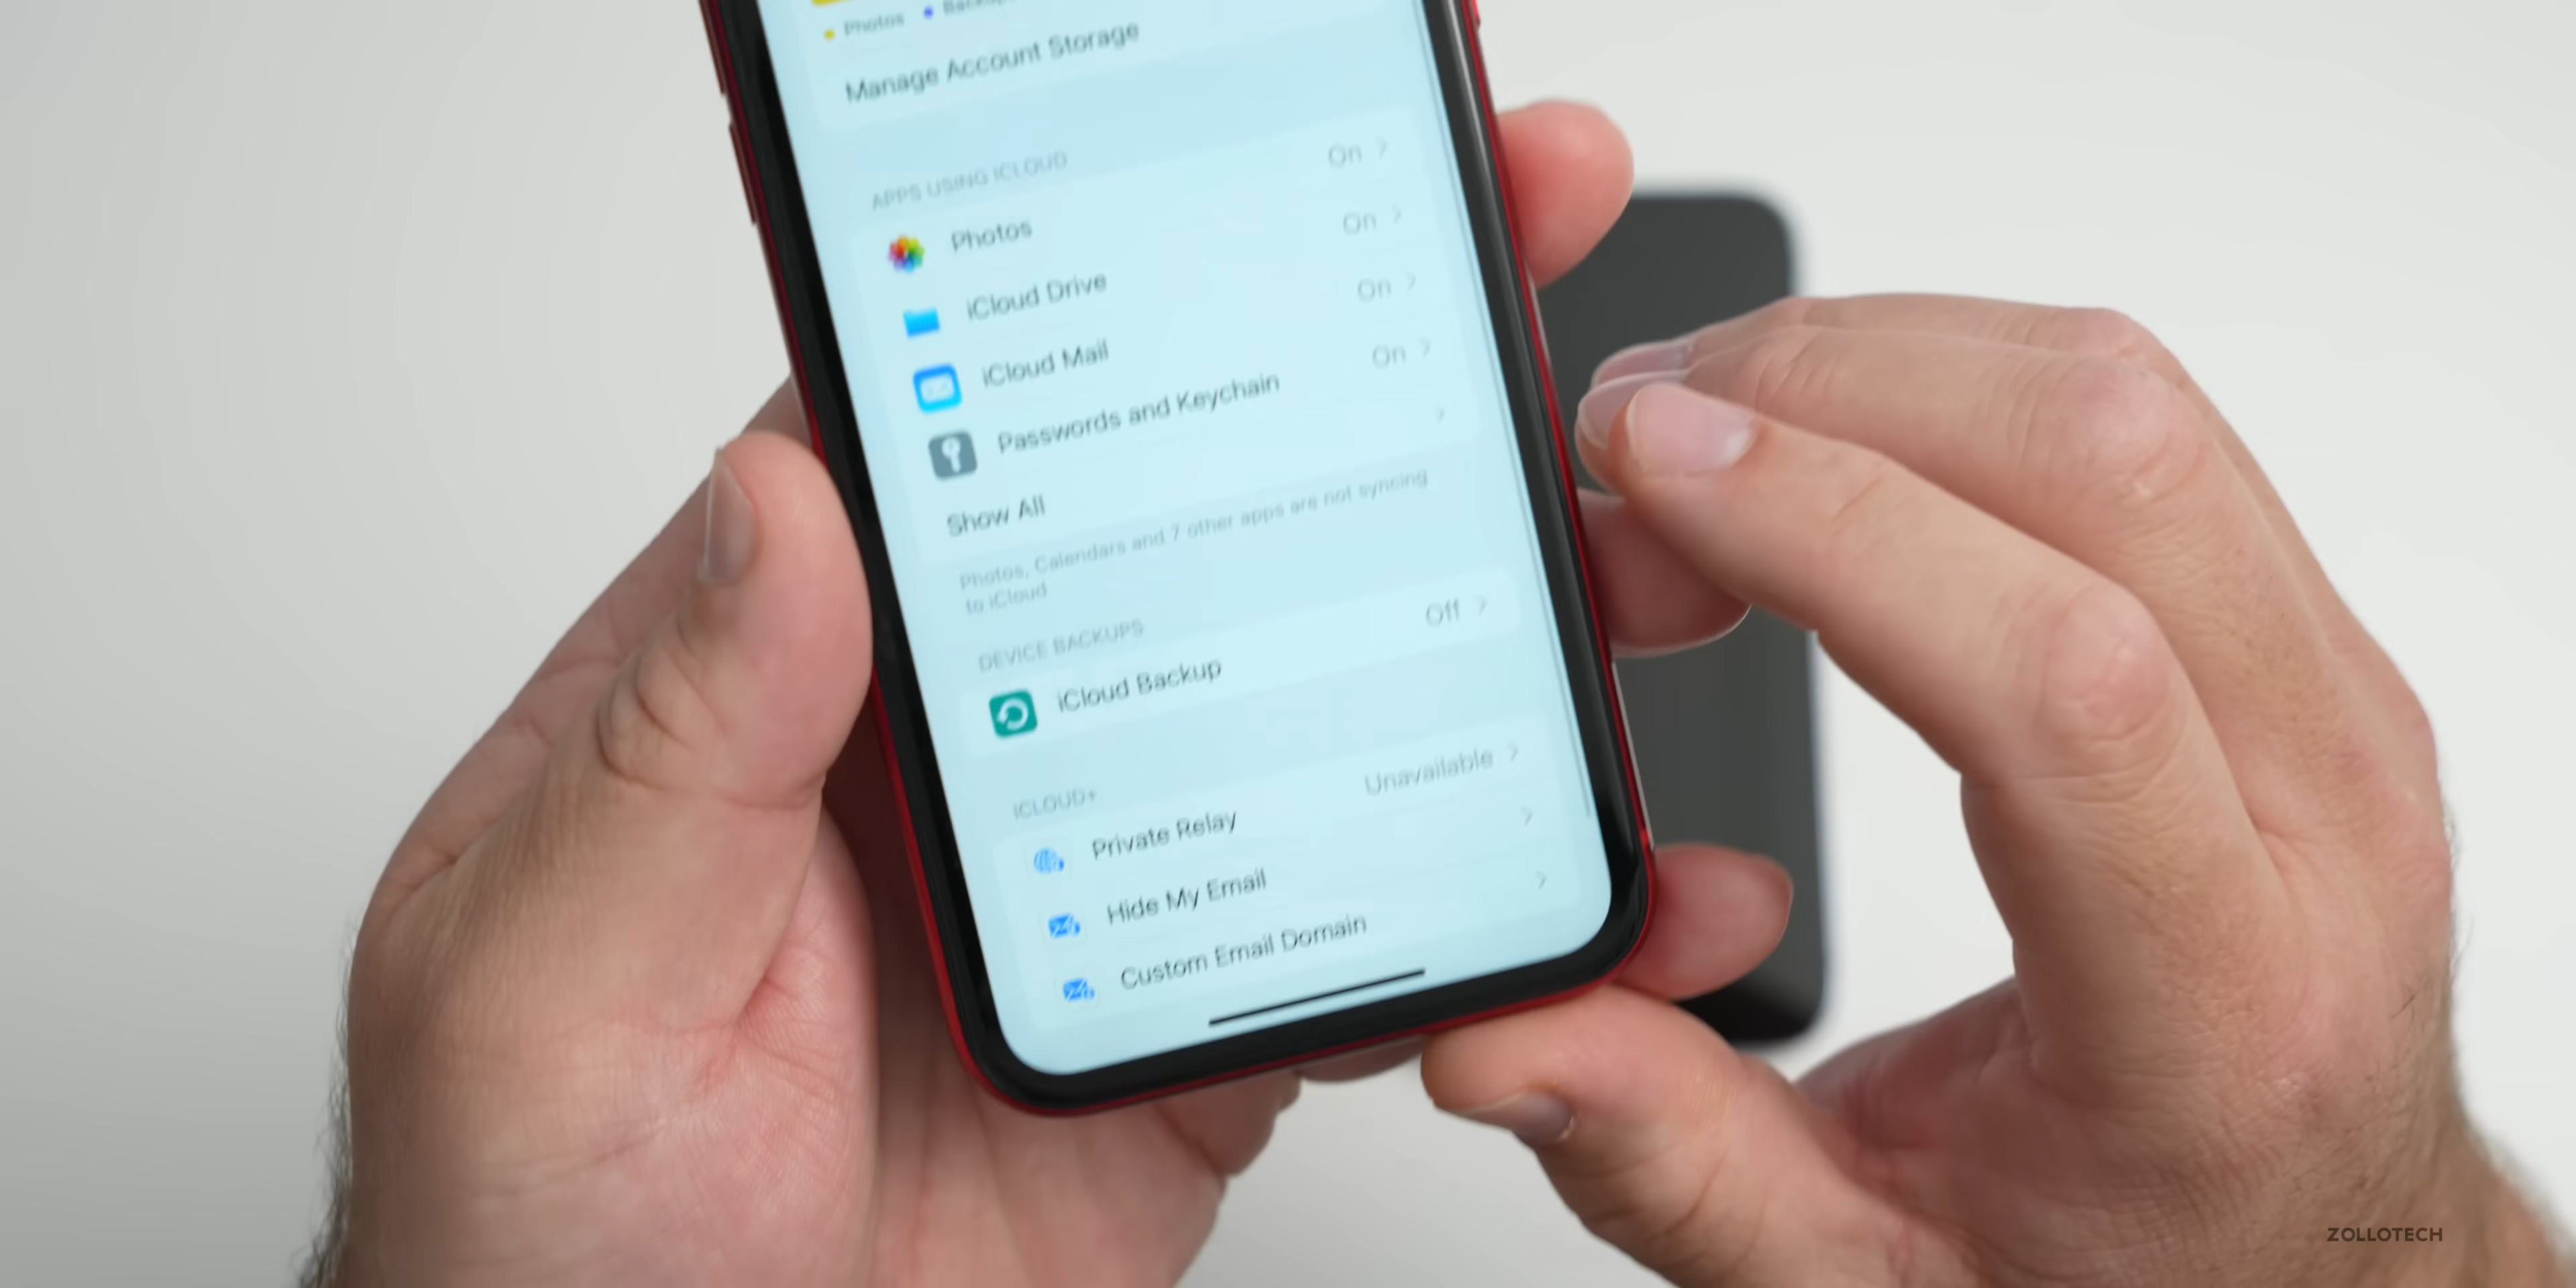 Photos Backups
Manage Account Storage
APPS USING ICLOUD
Photos On
iCloud Drive On
iCloud Mail On
Passwords and Keychain On
Show All
Photos, Calendars and 7 other apps are not syncing
to iCloud
DEVICE BACKUPS
iCloud Backup Off
ICLOUD+
Private Relay Unavailable
Hide My Email
Custom Email Domain
ZOLLOTECH